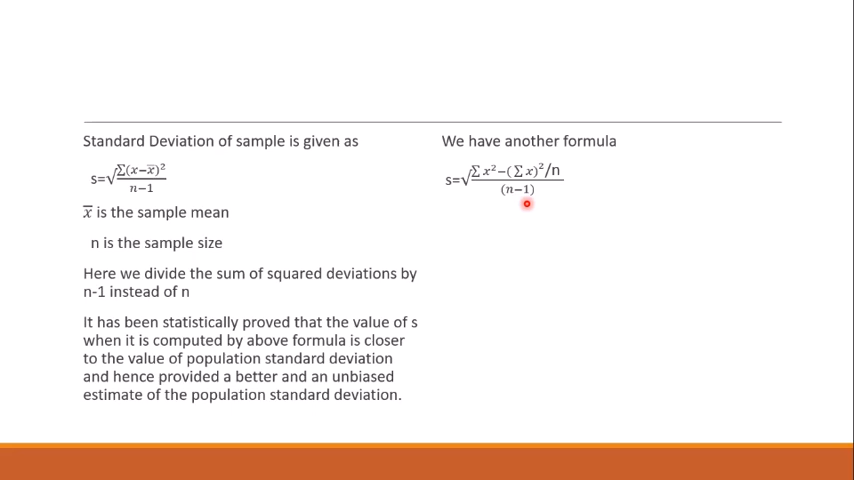 Standard Deviation of sample is given as
s=√Σ(x−x̅)²/n−1
x̅ is the sample mean
n is the sample size
Here we divide the sum of squared deviations by
n-1 instead of n
It has been statistically proved that the value of s
when it is computed by above formula is closer
to the value of population standard deviation
and hence provided a better and an unbiased
estimate of the population standard deviation.
We have another formula
s=√Σ x²−(Σ x)²/n/(n−1)